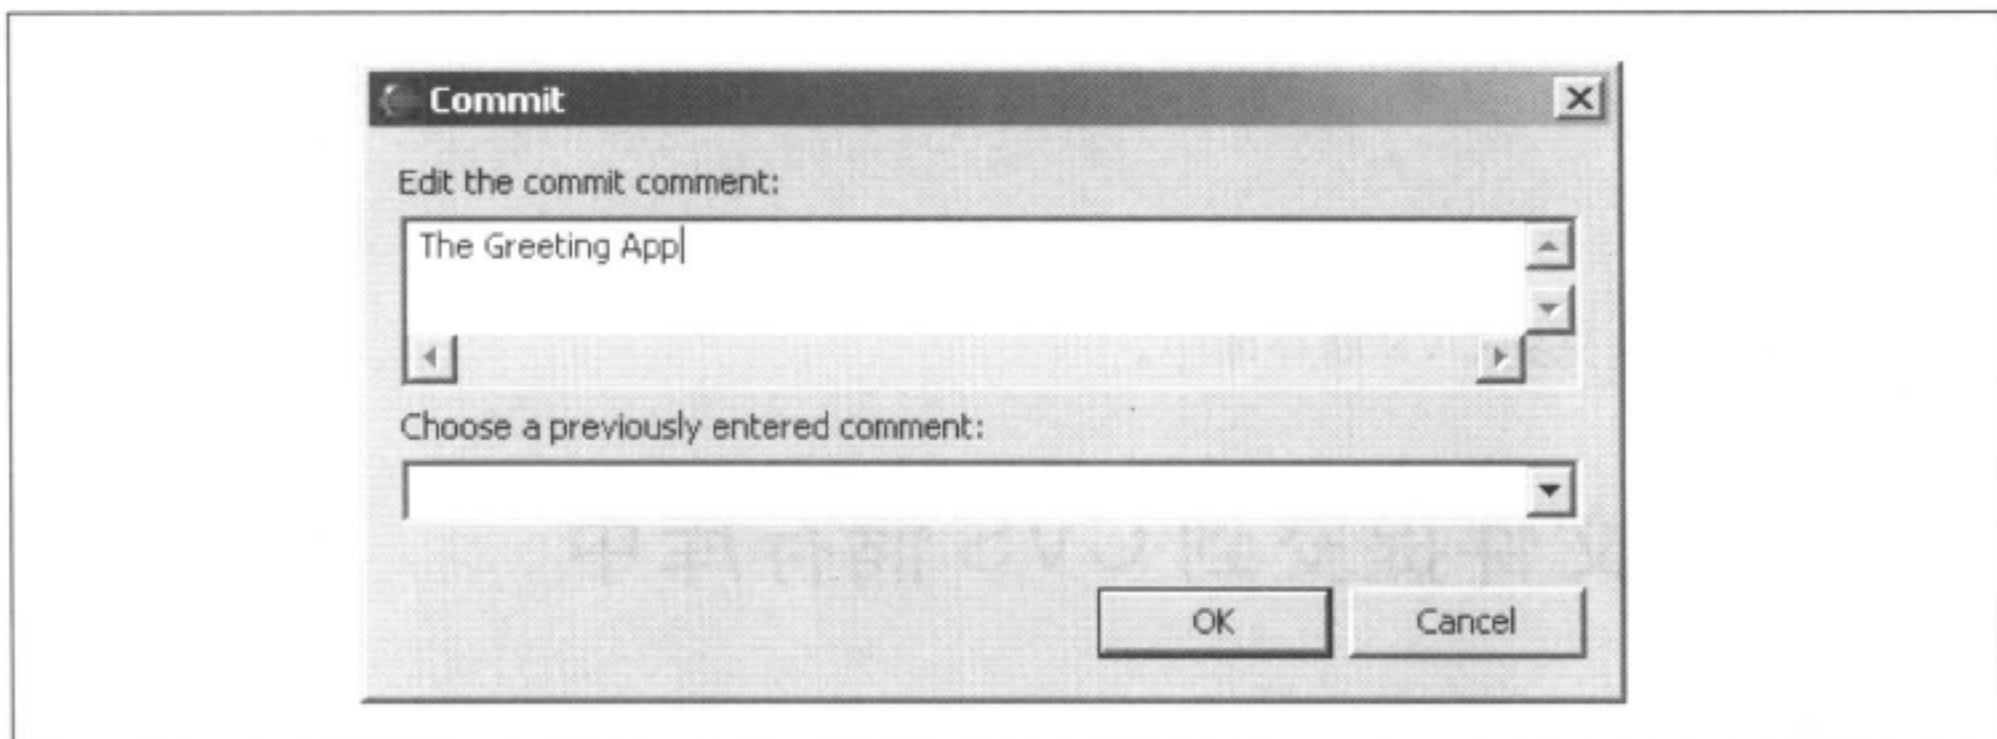 Commit
Edit the commit comment:
The Greeting App
Choose a previously entered comment:
OK
Cancel